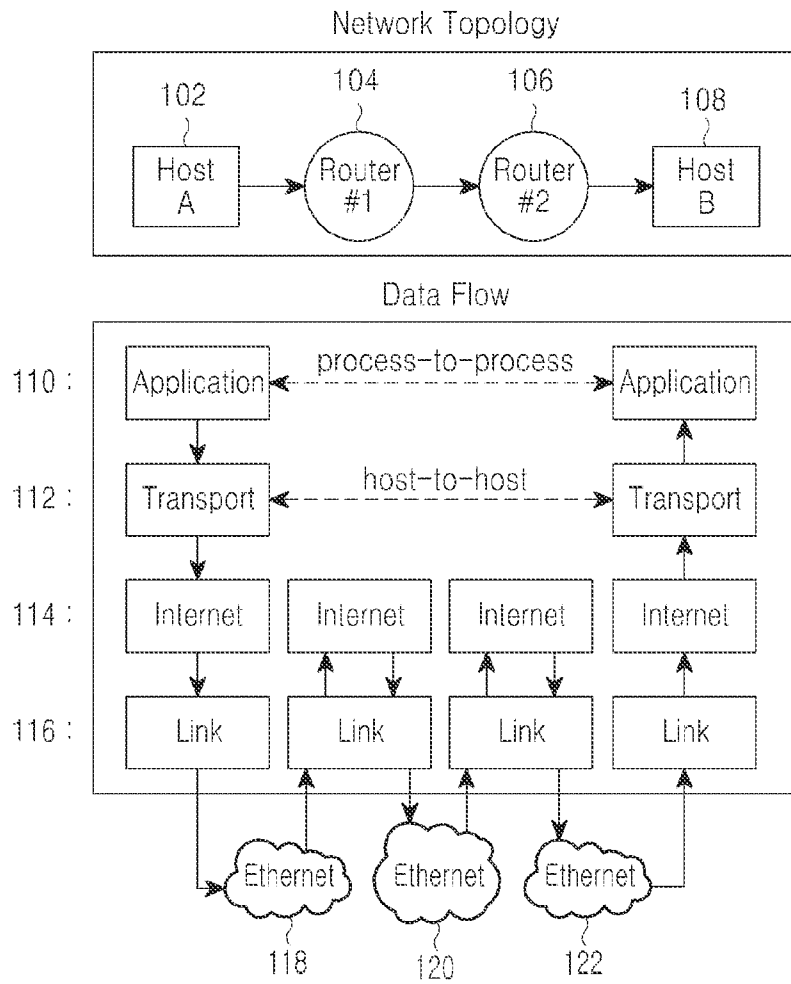 Network Topology
102
104
106
108
Host
A
Router
#1
Router
#2
Host
B
Data Flow
110 :
Application
process-to-process
Application
112 :
Transport
host-to-host
Transport
114 :
Internet
Internet
Internet
Internet
116 :
Link
Link
Link
Link
Ethernet
Ethernet
Ethernet
118
120
122